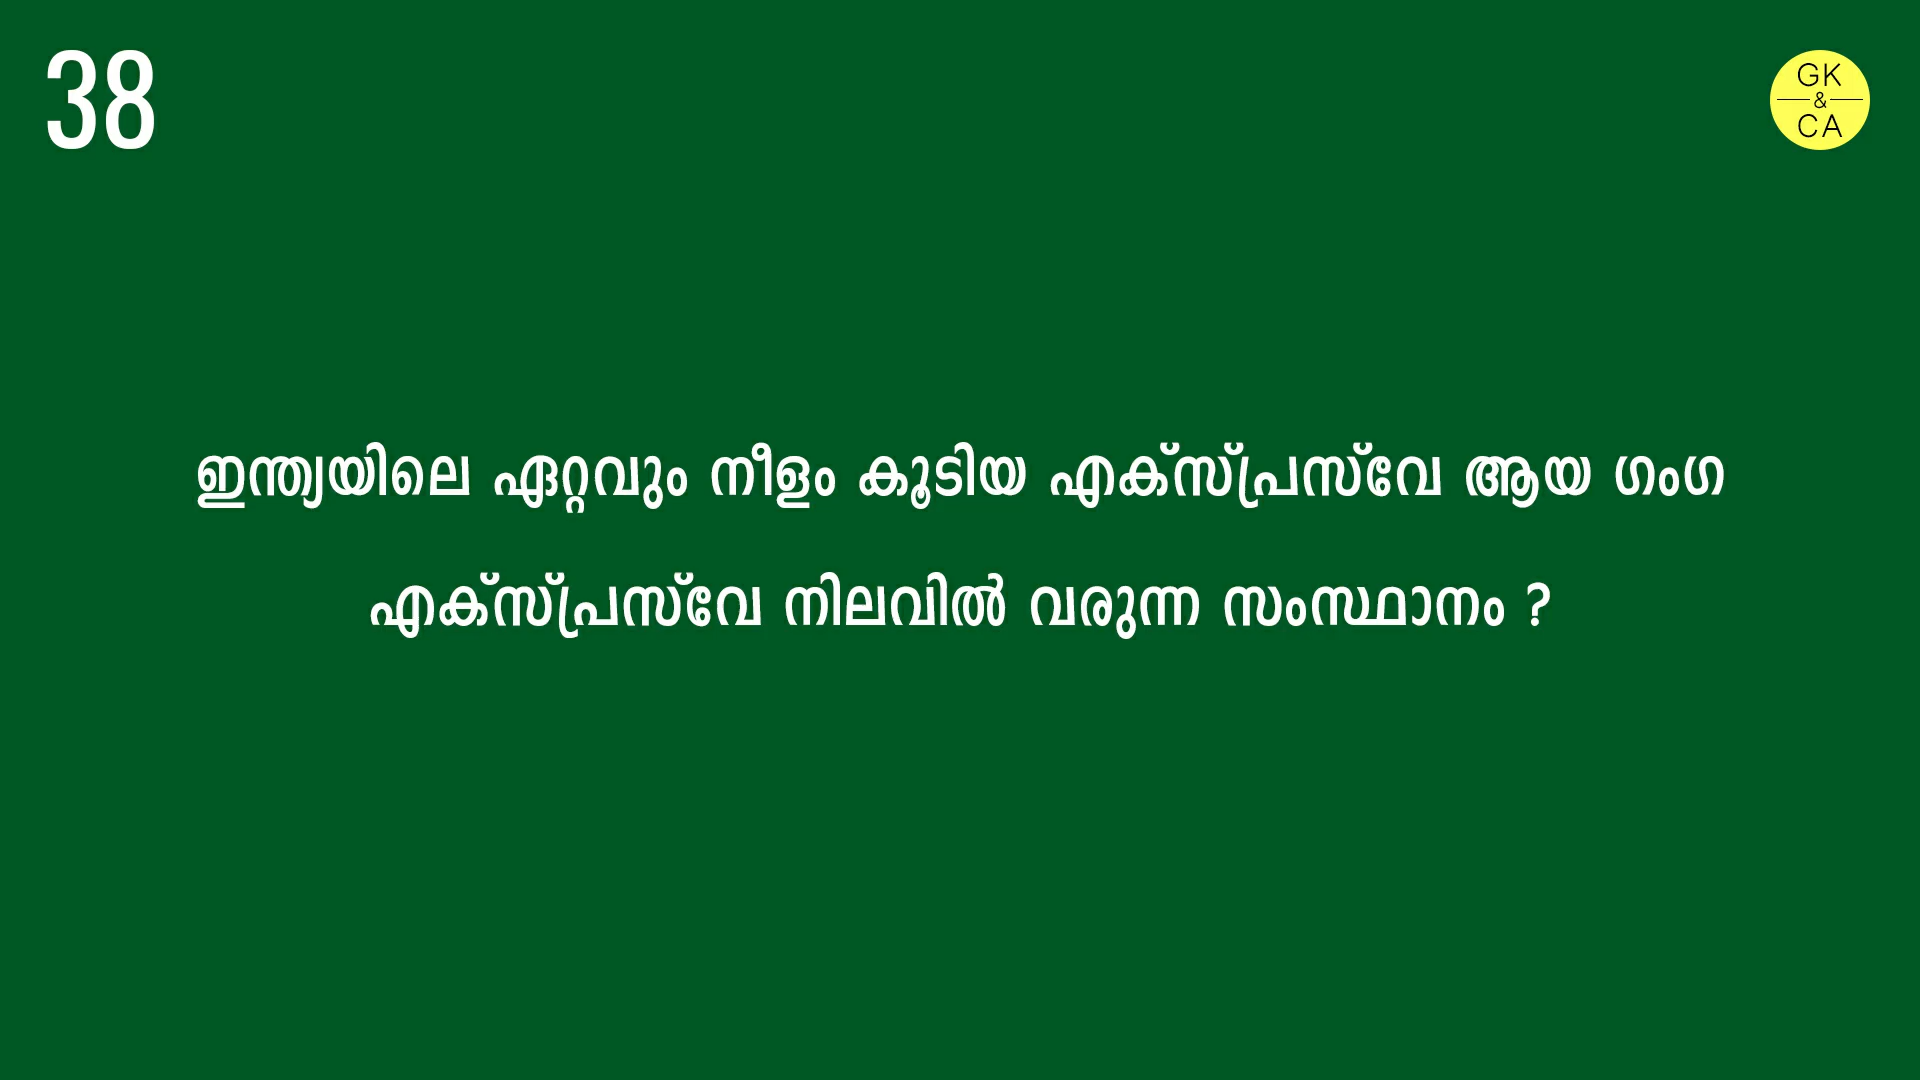 38
GK
&
CA
ഇന്ത്യയിലെ ഏറ്റവും നീളം കൂടിയ എക്സ്പ്രസ്‌വേ ആയ ഗംഗ
എക്സ്പ്രസ്‌വേ നിലവിൽ വരുന്ന സംസ്ഥാനം ?